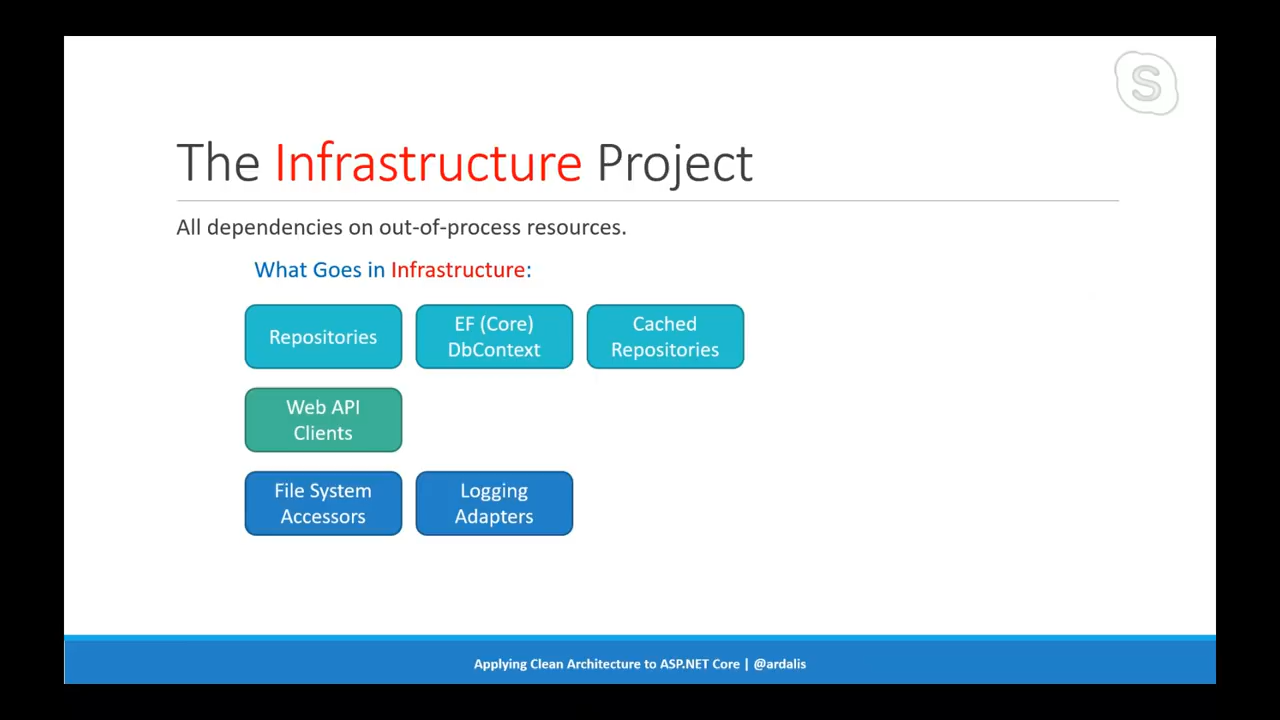 S
The Infrastructure Project
All dependencies on out-of-process resources.
What Goes in Infrastructure:
Repositories
EF (Core)
DbContext
Cached
Repositories
Web API
Clients
File System
Accessors
Logging
Adapters
Applying Clean Architecture to ASP.NET Core | @ardalis